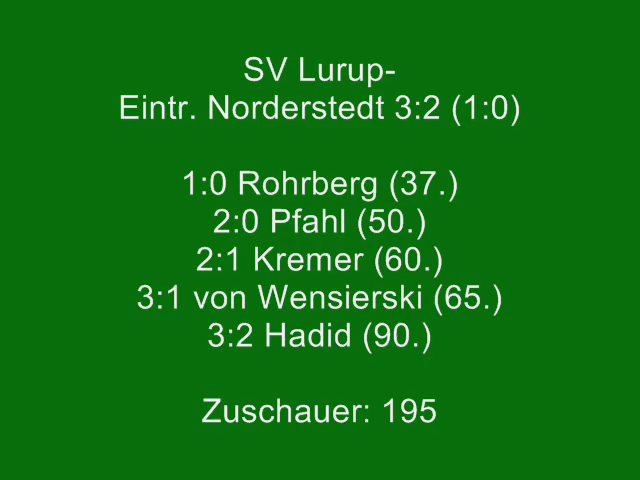 SV Lurup-
Eintr. Norderstedt 3:2 (1:0)
1:0 Rohrberg (37.)
2:0 Pfahl (50.)
2:1 Kremer (60.)
3:1 von Wensierski (65.)
3:2 Hadid (90.)
Zuschauer: 195